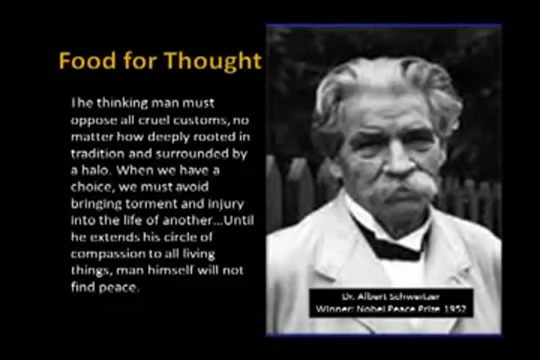 Food for Thought
The thinking man must
oppose all cruel customs, no
matter how deeply rooted in
tradition and surrounded by
a halo. When we have a
choice, we must avoid
bringing torment and injury
into the life of another...Until
he extends his circle of
compassion to all living
things, man himself will not
find peace.
Dr. Albert Schweitzer
Winner: Nobel Peace Prize 1952